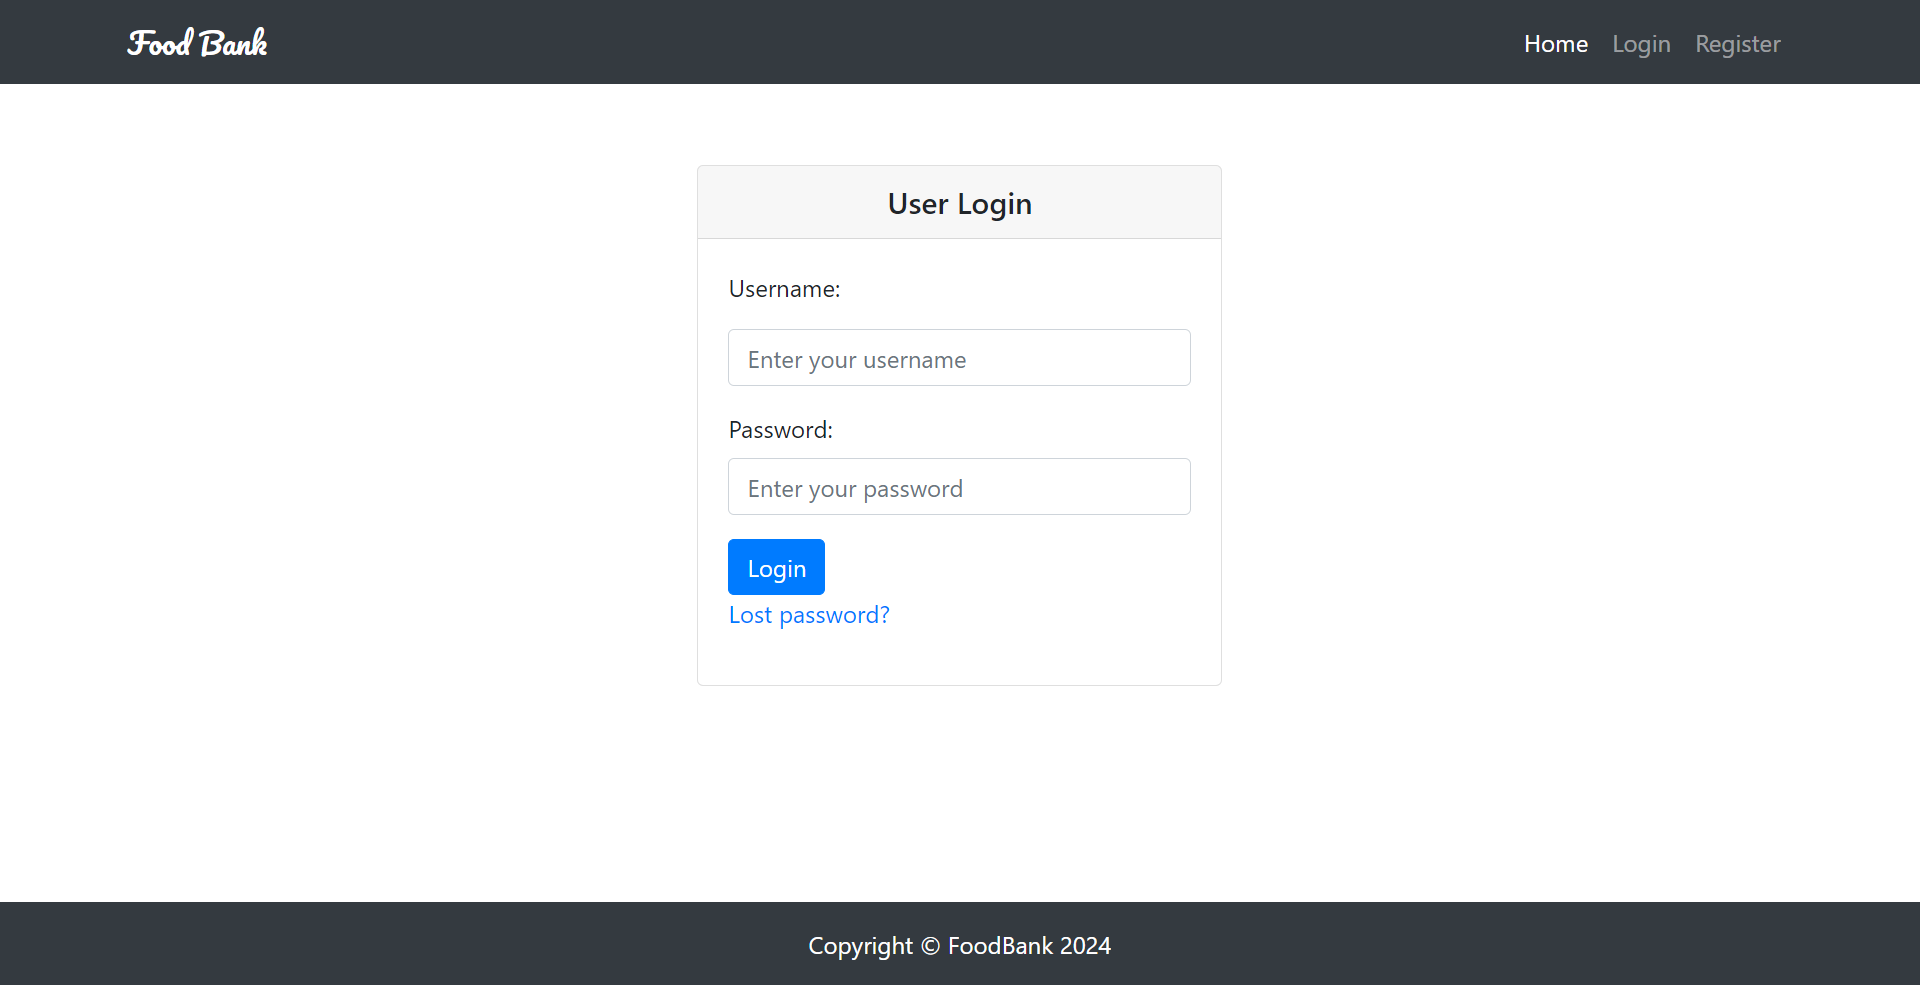 Food Bank
Home Login Register
User Login
Username:
Enter your username
Password:
Enter your password
Login
Lost password?
Copyright © FoodBank 2024